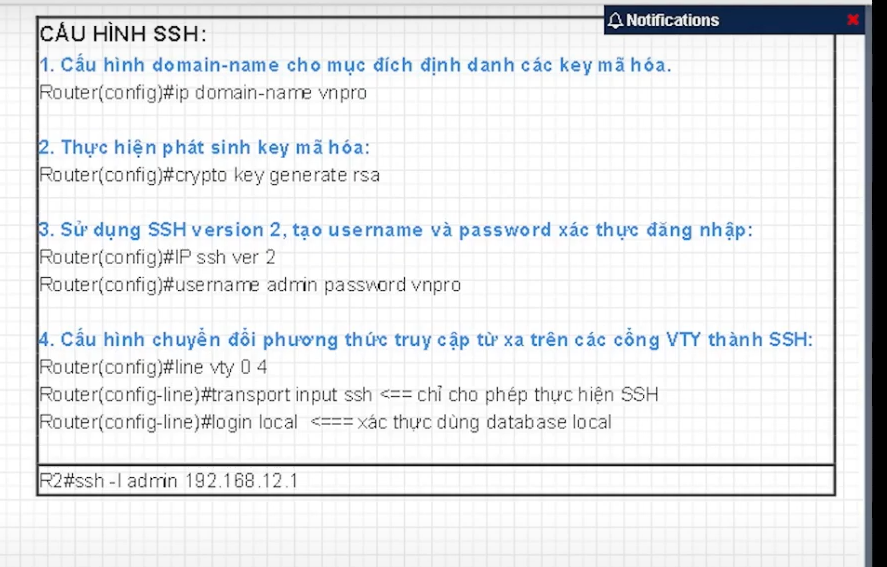 Notifications
CẤU HÌNH SSH:
1. Cấu hình domain-name cho mục đích định danh các key mã hóa.
Router(config)#ip domain-name vnpro
2. Thực hiện phát sinh key mã hóa:
Router(config)#crypto key generate rsa
3. Sử dụng SSH version 2, tạo username và password xác thực đăng nhập:
Router(config)#IP ssh ver 2
Router(config)#username admin password vnpro
4. Cấu hình chuyển đổi phương thức truy cập từ xa trên các cổng VTY thành SSH:
Router(config)#line vty 0 4
Router(config-line)#transport input ssh <== chỉ cho phép thực hiện SSH
Router(config-line)#login local <=== xác thực dùng database local
R2#ssh -l admin 192.168.12.1